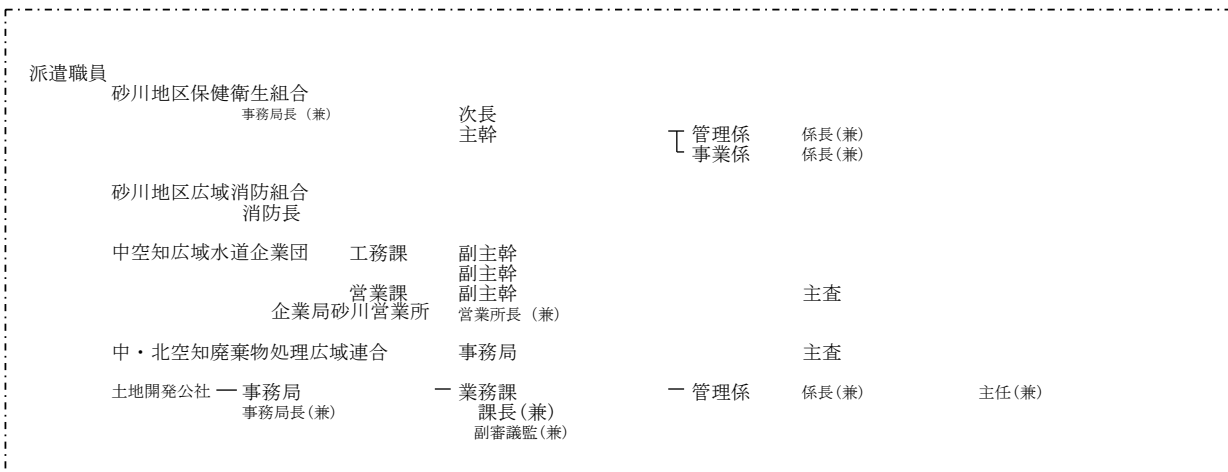 派遣職員
砂川地区保健衛生組合
事務局長（兼） 次長
主幹 管理係 係長(兼)
事業係 係長(兼)
砂川地区広域消防組合
消防長
中空知広域水道企業団 工務課 副主幹
副主幹
営業課 副主幹 主査
企業局砂川営業所 営業所長（兼）
中・北空知廃棄物処理広域連合 事務局 主査
土地開発公社 事務局 業務課 管理係 係長(兼) 主任(兼)
事務局長(兼) 課長(兼)
副審議監(兼)